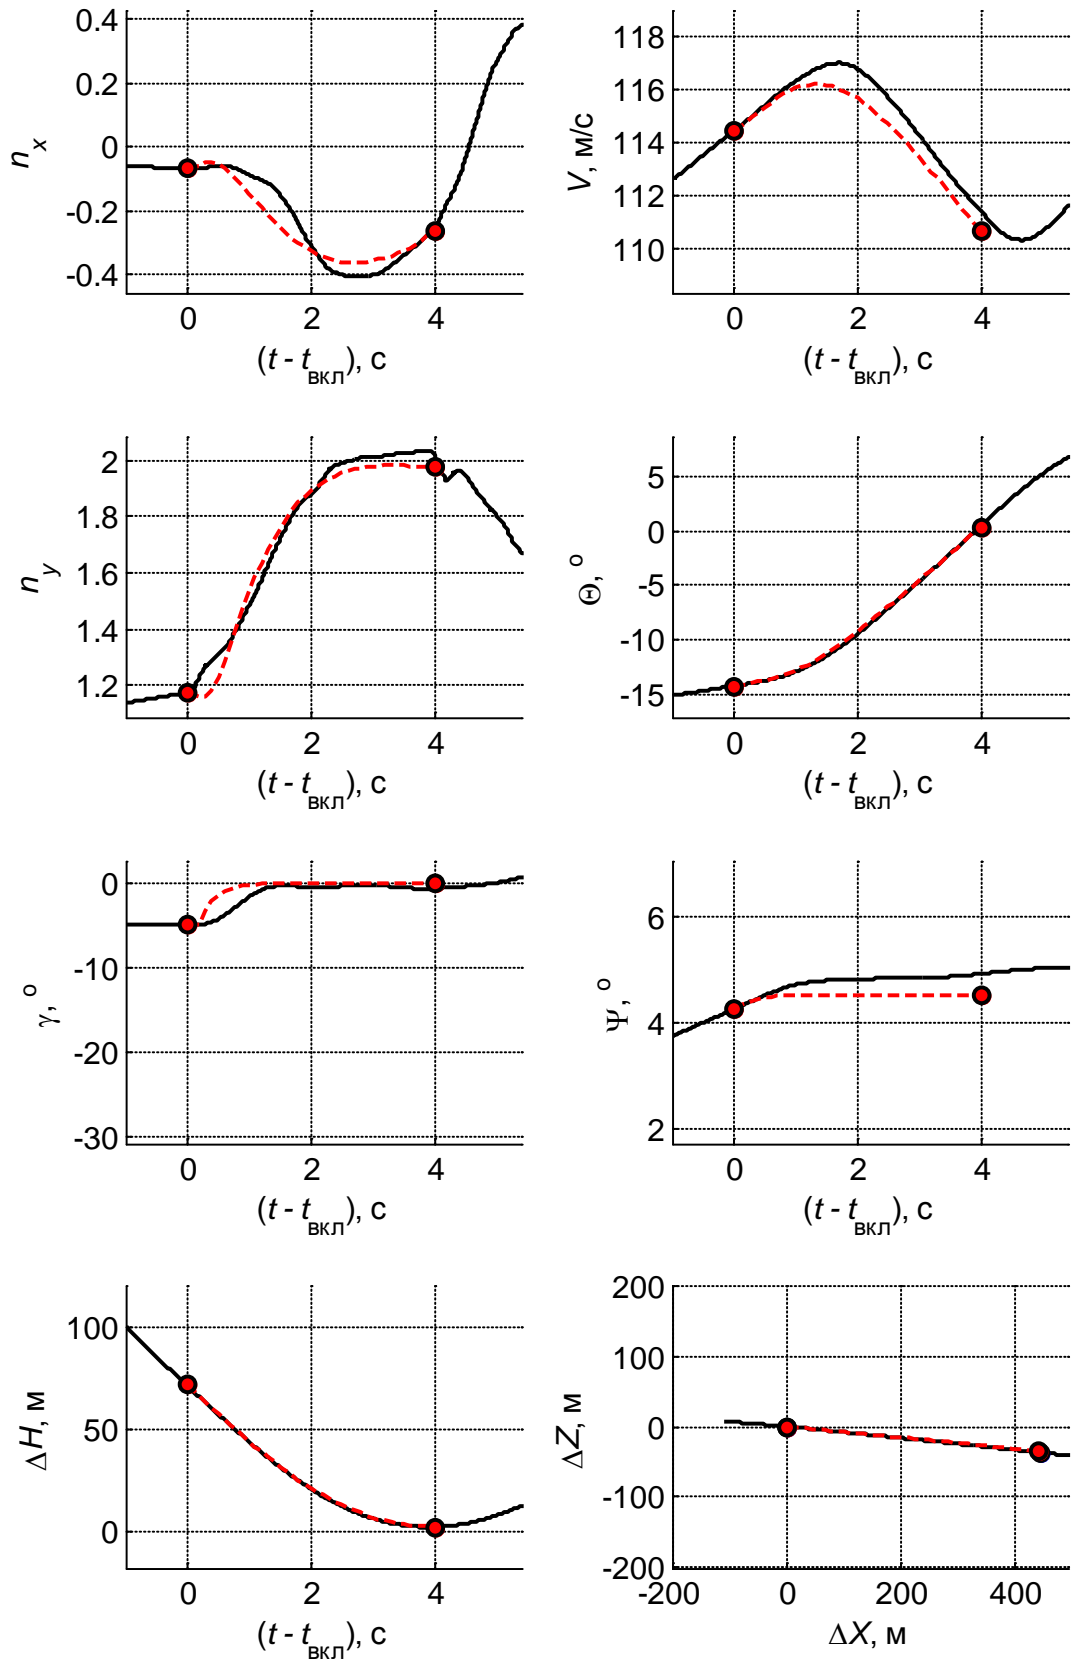 0.4
0.2
0
-0.2
-0.4
n_x
0 2 4
(t - t_вкл), с
118
116
114
112
110
V, м/с
0 2 4
(t - t_вкл), с
2
1.8
1.6
1.4
1.2
n_y
0 2 4
(t - t_вкл), с
5
0
-5
-10
-15
Θ, °
0 2 4
(t - t_вкл), с
0
-10
-20
-30
γ, °
0 2 4
(t - t_вкл), с
6
4
2
Ψ, °
0 2 4
(t - t_вкл), с
100
50
0
ΔH, м
0 2 4
(t - t_вкл), с
200
100
0
-100
-200
ΔZ, м
-200 0 200 400
ΔX, м